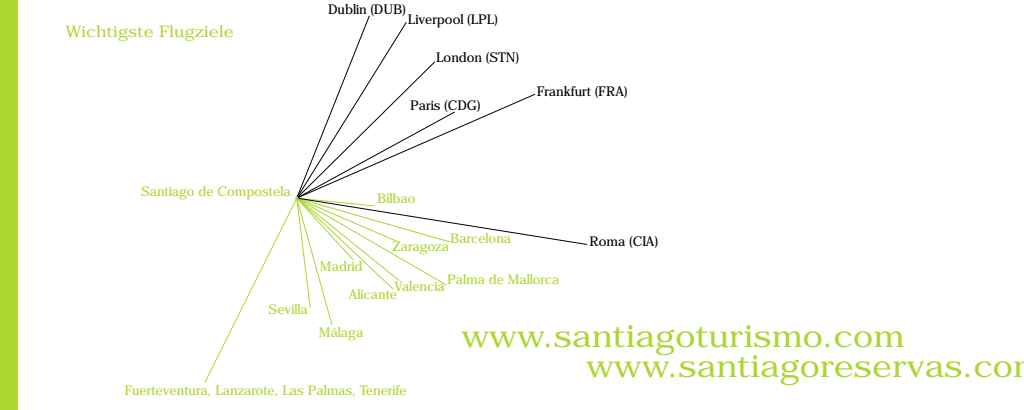 Dublin (DUB)
Liverpool (LPL)
Wichtigste Flugziele
London (STN)
Frankfurt (FRA)
Paris (CDG)
Santiago de Compostela
Bilbao
Barcelona
Roma (CIA)
Zaragoza
Madrid
Palma de Mallorca
Valencia
Alicante
Sevilla
Málaga
www.santiagoturismo.com
www.santiagoreservas.com
Fuerteventura, Lanzarote, Las Palmas, Tenerife